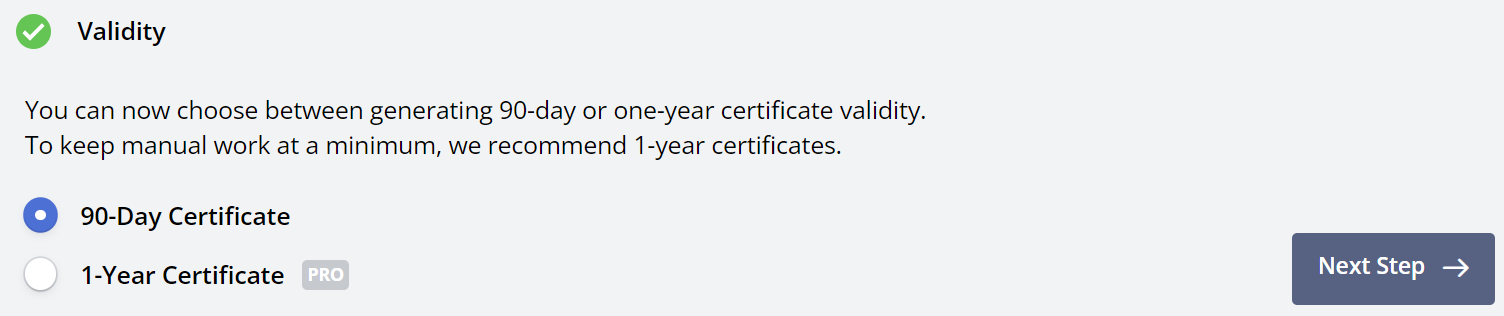 Validity
You can now choose between generating 90-day or one-year certificate validity.
To keep manual work at a minimum, we recommend 1-year certificates.
90-Day Certificate
1-Year Certificate PRO
Next Step →